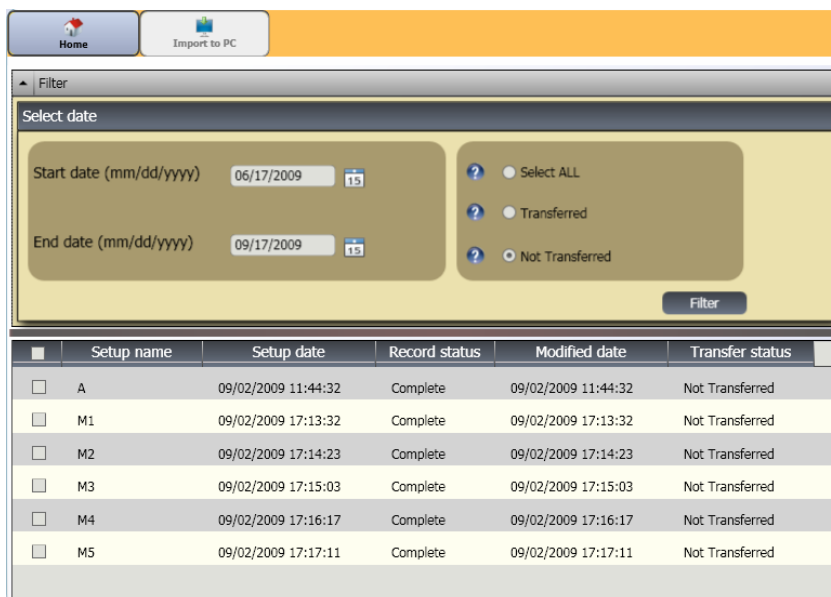 Home Import to PC
Filter
Select date
Start date (mm/dd/yyyy) 06/17/2009 15 ? Select ALL
? Transferred
End date (mm/dd/yyyy) 09/17/2009 15 ? Not Transferred
Filter
Setup name Setup date Record status Modified date Transfer status
A 09/02/2009 11:44:32 Complete 09/02/2009 11:44:32 Not Transferred
M1 09/02/2009 17:13:32 Complete 09/02/2009 17:13:32 Not Transferred
M2 09/02/2009 17:14:23 Complete 09/02/2009 17:14:23 Not Transferred
M3 09/02/2009 17:15:03 Complete 09/02/2009 17:15:03 Not Transferred
M4 09/02/2009 17:16:17 Complete 09/02/2009 17:16:17 Not Transferred
M5 09/02/2009 17:17:11 Complete 09/02/2009 17:17:11 Not Transferred